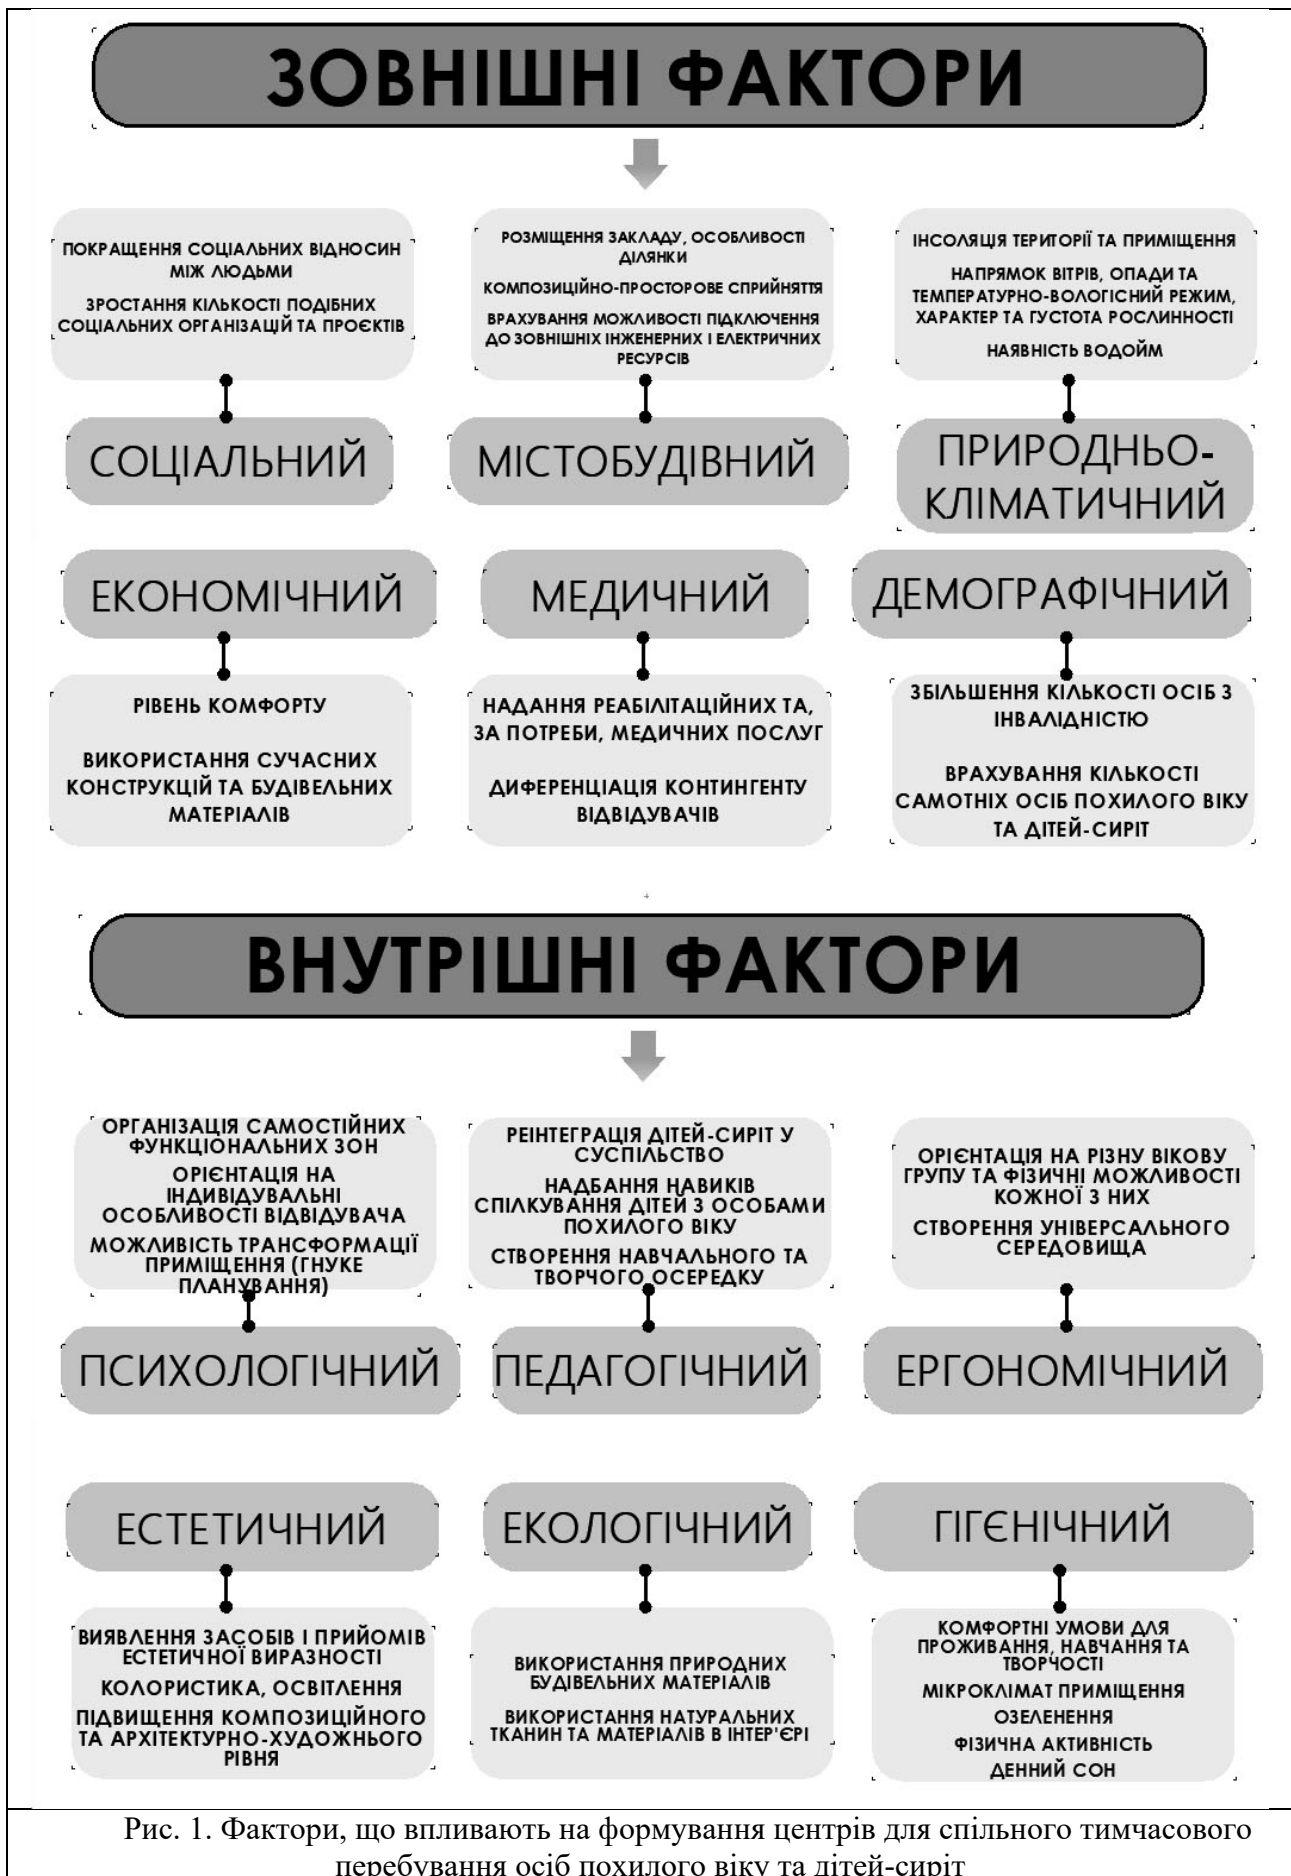 ЗОВНІШНІ ФАКТОРИ
ПОКРАЩЕННЯ СОЦІАЛЬНИХ ВІДНОСИН
МІЖ ЛЮДЬМИ
ЗРОСТАННЯ КІЛЬКОСТІ ПОДІБНИХ
СОЦІАЛЬНИХ ОРГАНІЗАЦІЙ ТА ПРОЄКТІВ
СОЦІАЛЬНИЙ
РОЗМІЩЕННЯ ЗАКЛАДУ, ОСОБЛИВОСТІ
ДІЛЯНКИ
КОМПОЗИЦІЙНО-ПРОСТОРОВЕ СПРИЙНЯТТЯ
ВРАХУВАННЯ МОЖЛИВОСТІ ПІДКЛЮЧЕННЯ
ДО ЗОВНІШНІХ ІНЖЕНЕРНИХ І ЕЛЕКТРИЧНИХ
РЕСУРСІВ
МІСТОБУДІВНИЙ
ІНСОЛЯЦІЯ ТЕРИТОРІЇ ТА ПРИМІЩЕННЯ
НАПРЯМОК ВІТРІВ, ОПАДИ ТА
ТЕМПЕРАТУРНО-ВОЛОГІСНИЙ РЕЖИМ,
ХАРАКТЕР ТА ГУСТОТА РОСЛИННОСТІ
НАЯВНІСТЬ ВОДОЙМ
ПРИРОДНЬО-
КЛІМАТИЧНИЙ
ЕКОНОМІЧНИЙ
РІВЕНЬ КОМФОРТУ
ВИКОРИСТАННЯ СУЧАСНИХ
КОНСТРУКЦІЙ ТА БУДІВЕЛЬНИХ
МАТЕРІАЛІВ
МЕДИЧНИЙ
НАДАННЯ РЕАБІЛІТАЦІЙНИХ ТА,
ЗА ПОТРЕБИ, МЕДИЧНИХ ПОСЛУГ
ДИФЕРЕНЦІАЦІЯ КОНТИНГЕНТУ
ВІДВІДУВАЧІВ
ДЕМОГРАФІЧНИЙ
ЗБІЛЬШЕННЯ КІЛЬКОСТІ ОСІБ З
ІНВАЛІДНІСТЮ
ВРАХУВАННЯ КІЛЬКОСТІ
САМОТНІХ ОСІБ ПОХИЛОГО ВІКУ
ТА ДІТЕЙ-СИРІТ
ВНУТРІШНІ ФАКТОРИ
ОРГАНІЗАЦІЯ САМОСТІЙНИХ
ФУНКЦІОНАЛЬНИХ ЗОН
ОРІЄНТАЦІЯ НА
ІНДИВІДУВАЛЬНІ
ОСОБЛИВОСТІ ВІДВІДУВАЧА
МОЖЛИВІСТЬ ТРАНСФОРМАЦІЇ
ПРИМІЩЕННЯ (ГНУКЕ
ПЛАНУВАННЯ)
ПСИХОЛОГІЧНИЙ
РЕІНТЕГРАЦІЯ ДІТЕЙ-СИРІТ У
СУСПІЛЬСТВО
НАДБАННЯ НАВИКІВ
СПІЛКУВАННЯ ДІТЕЙ З ОСОБАМИ
ПОХИЛОГО ВІКУ
СТВОРЕННЯ НАВЧАЛЬНОГО ТА
ТВОРЧОГО ОСЕРЕДКУ
ПЕДАГОГІЧНИЙ
ОРІЄНТАЦІЯ НА РІЗНУ ВІКОВУ
ГРУПУ ТА ФІЗИЧНІ МОЖЛИВОСТІ
КОЖНОЇ З НИХ
СТВОРЕННЯ УНІВЕРСАЛЬНОГО
СЕРЕДОВИЩА
ЕРГОНОМІЧНИЙ
ЕСТЕТИЧНИЙ
ВИЯВЛЕННЯ ЗАСОБІВ І ПРИЙОМІВ
ЕСТЕТИЧНОЇ ВИРАЗНОСТІ
КОЛОРИСТИКА, ОСВІТЛЕННЯ
ПІДВИЩЕННЯ КОМПОЗИЦІЙНОГО
ТА АРХІТЕКТУРНО-ХУДОЖНЬОГО
РІВНЯ
ЕКОЛОГІЧНИЙ
ВИКОРИСТАННЯ ПРИРОДНИХ
БУДІВЕЛЬНИХ МАТЕРІАЛІВ
ВИКОРИСТАННЯ НАТУРАЛЬНИХ
ТКАНИН ТА МАТЕРІАЛІВ В ІНТЕР'ЄРІ
ГІГЄНІЧНИЙ
КОМФОРТНІ УМОВИ ДЛЯ
ПРОЖИВАННЯ, НАВЧАННЯ ТА
ТВОРЧОСТІ
МІКРОКЛІМАТ ПРИМІЩЕННЯ
ОЗЕЛЕНЕННЯ
ФІЗИЧНА АКТИВНІСТЬ
ДЕННИЙ СОН
Рис. 1. Фактори, що впливають на формування центрів для спільного тимчасового
перебування осіб похилого віку та дітей-сиріт